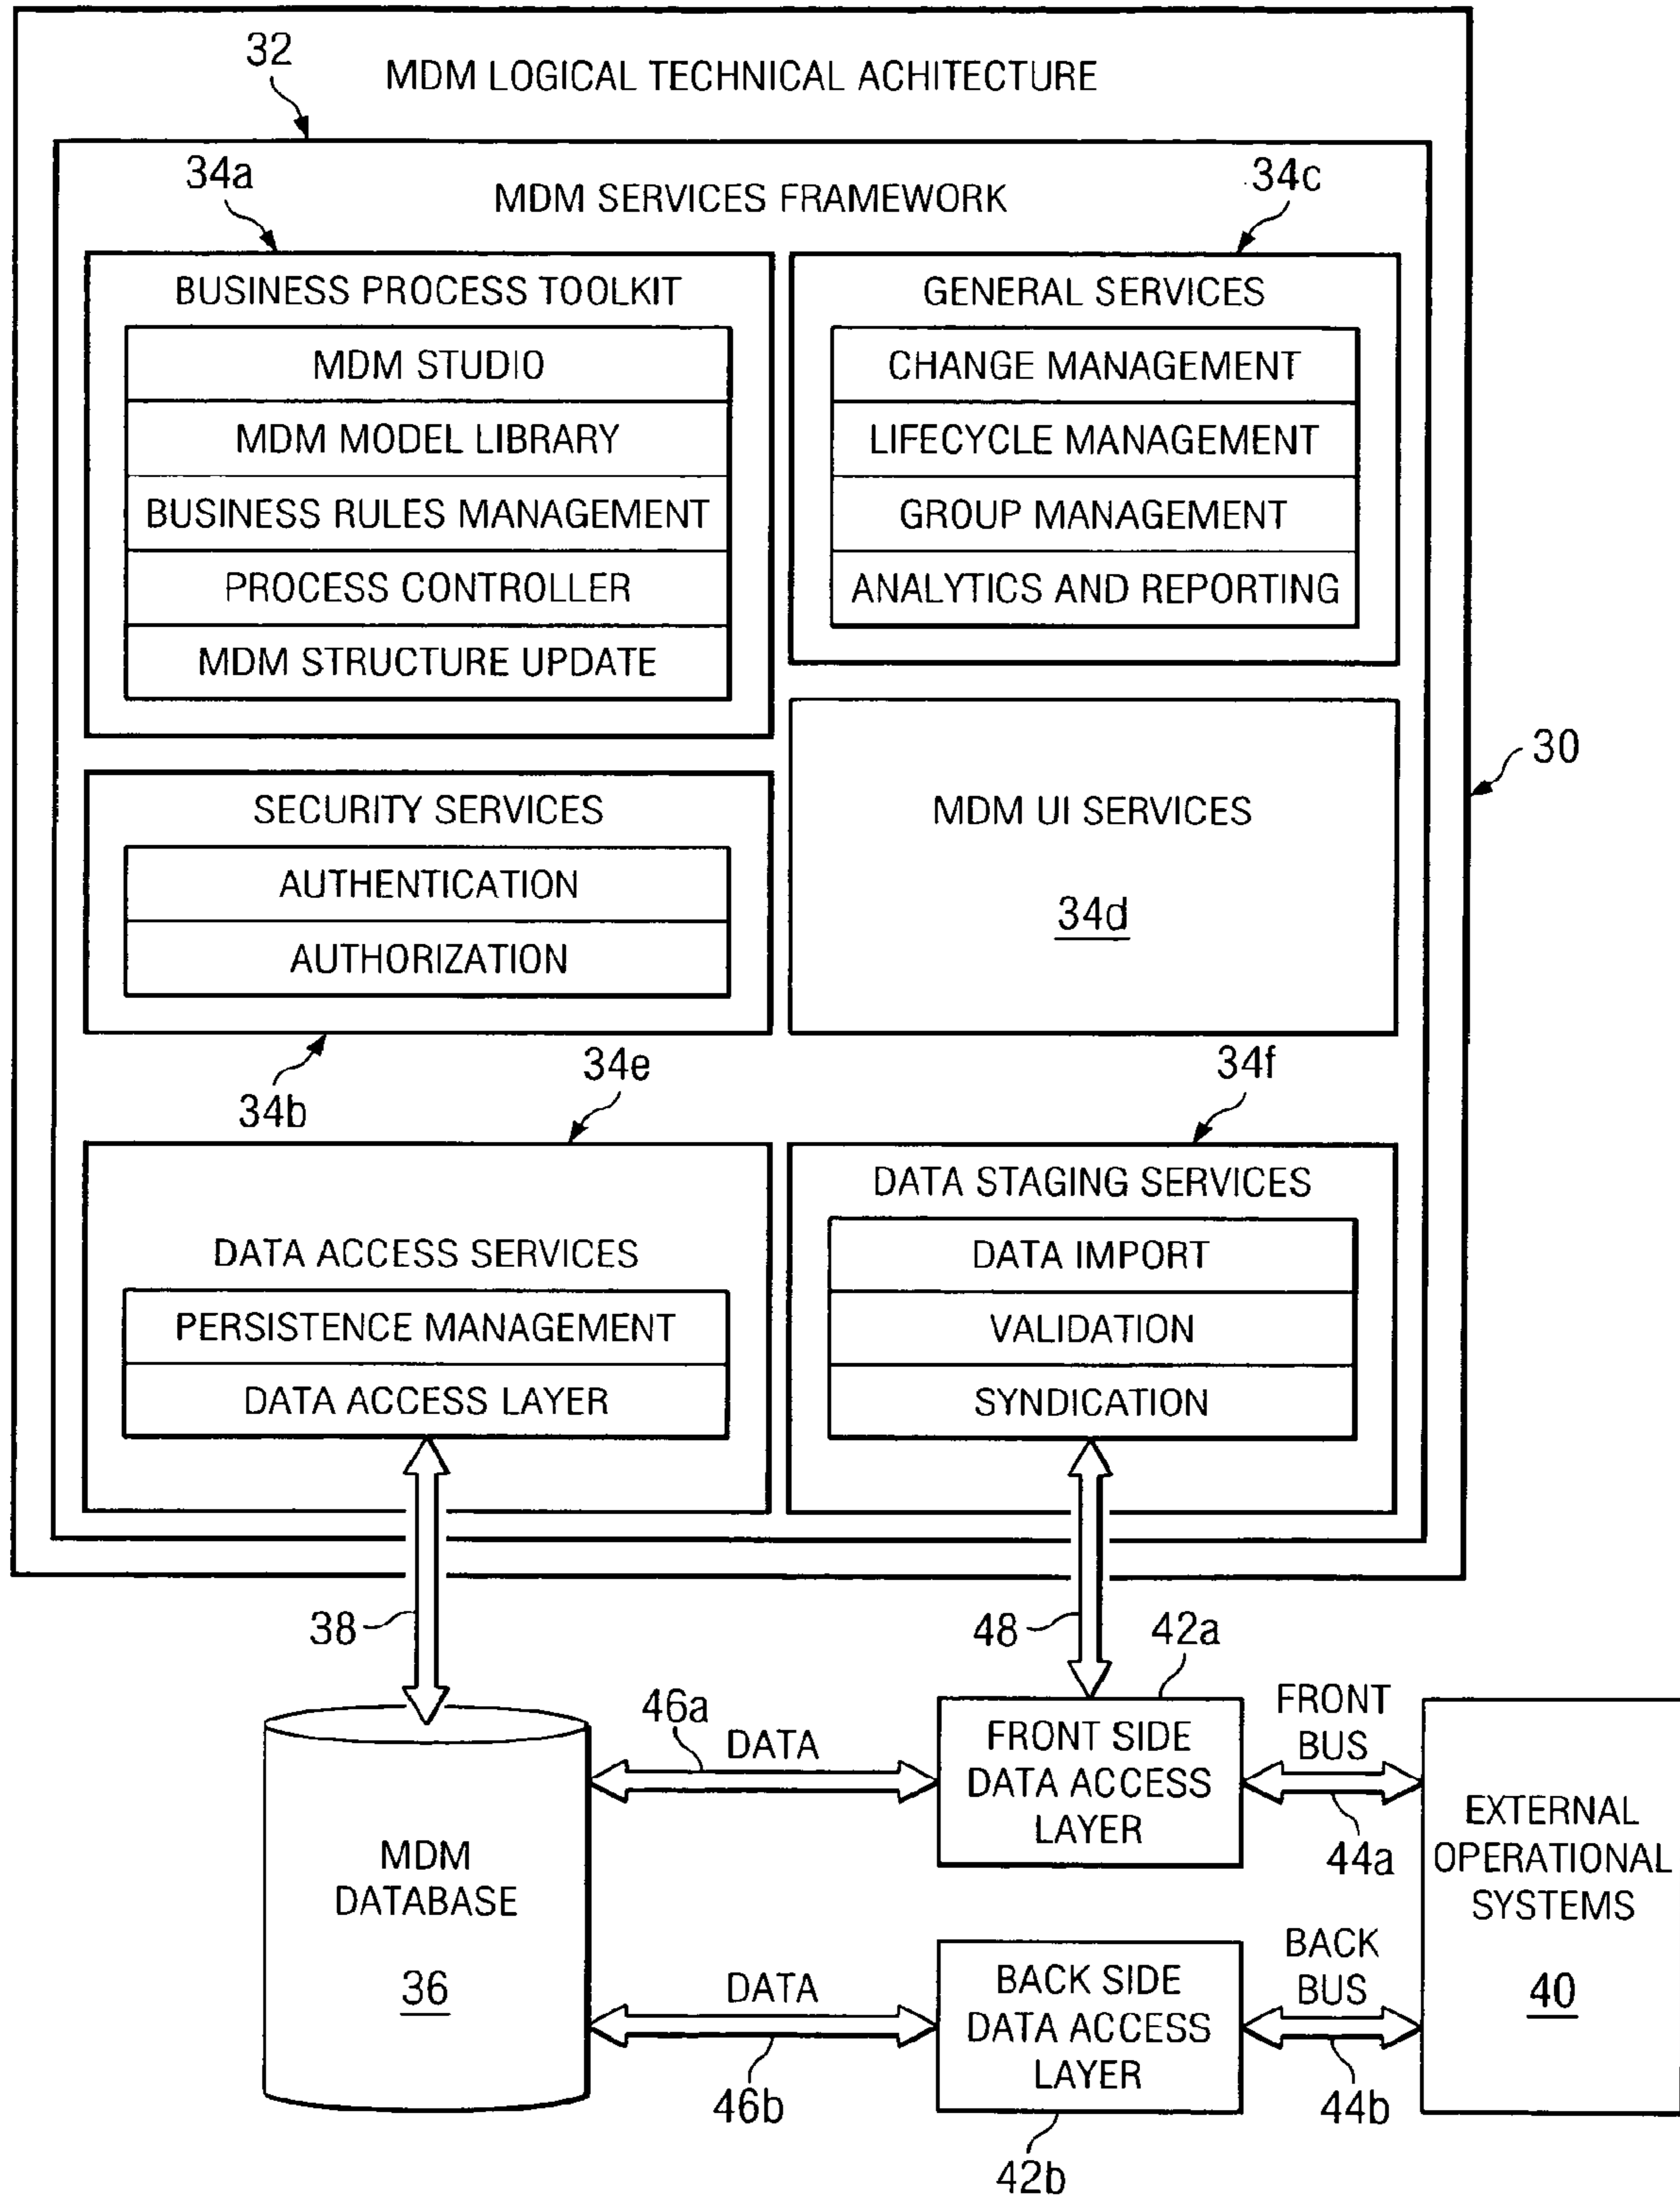 32
MDM LOGICAL TECHNICAL ACHITECTURE
34a
MDM SERVICES FRAMEWORK
34c
BUSINESS PROCESS TOOLKIT
MDM STUDIO
MDM MODEL LIBRARY
BUSINESS RULES MANAGEMENT
PROCESS CONTROLLER
MDM STRUCTURE UPDATE
GENERAL SERVICES
CHANGE MANAGEMENT
LIFECYCLE MANAGEMENT
GROUP MANAGEMENT
ANALYTICS AND REPORTING
30
SECURITY SERVICES
AUTHENTICATION
AUTHORIZATION
34b
MDM UI SERVICES
34d
34e
34f
DATA ACCESS SERVICES
PERSISTENCE MANAGEMENT
DATA ACCESS LAYER
DATA STAGING SERVICES
DATA IMPORT
VALIDATION
SYNDICATION
38
48
42a
46a
DATA
FRONT SIDE
DATA ACCESS
LAYER
FRONT
BUS
44a
MDM
DATABASE
36
EXTERNAL
OPERATIONAL
SYSTEMS
40
DATA
46b
BACK SIDE
DATA ACCESS
LAYER
BACK
BUS
44b
42b